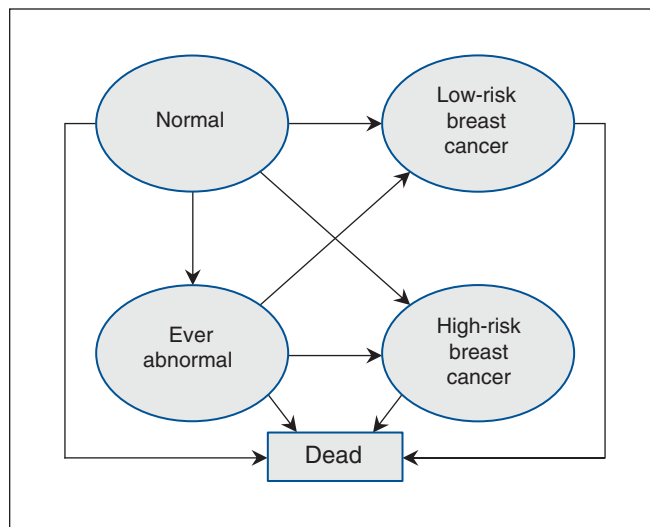 Normal
Low-risk
breast
cancer
Ever
abnormal
High-risk
breast
cancer
Dead